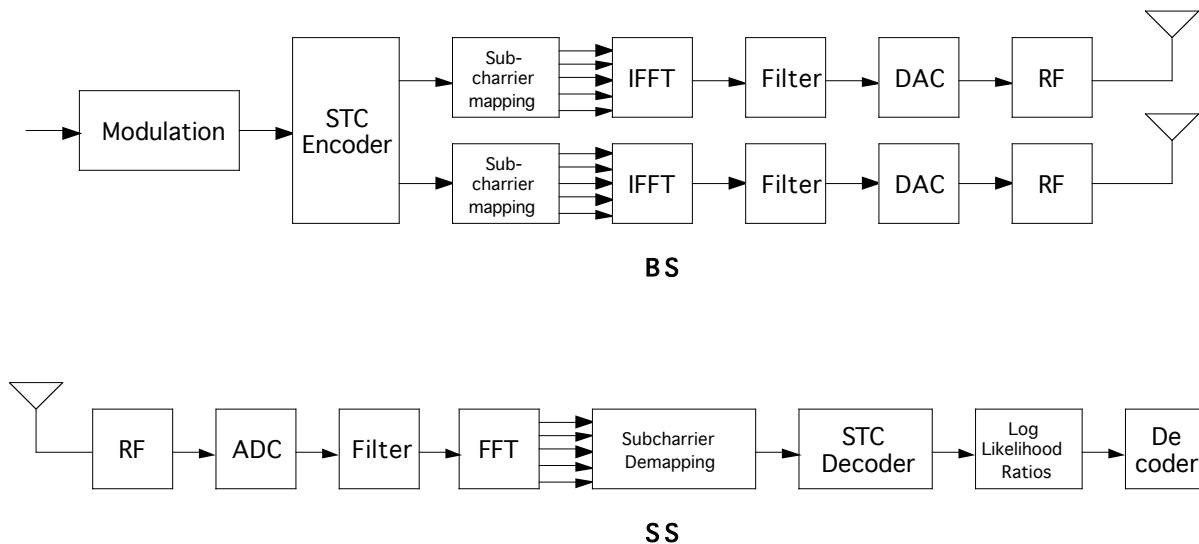 Modulation
STC
Encoder
Sub-
charrier
mapping
IFFT
Filter
DAC
RF
Sub-
charrier
mapping
IFFT
Filter
DAC
RF
BS
RF
ADC
Filter
FFT
Subcharrier
Demapping
STC
Decoder
Log
Likelihood
Ratios
De
coder
SS